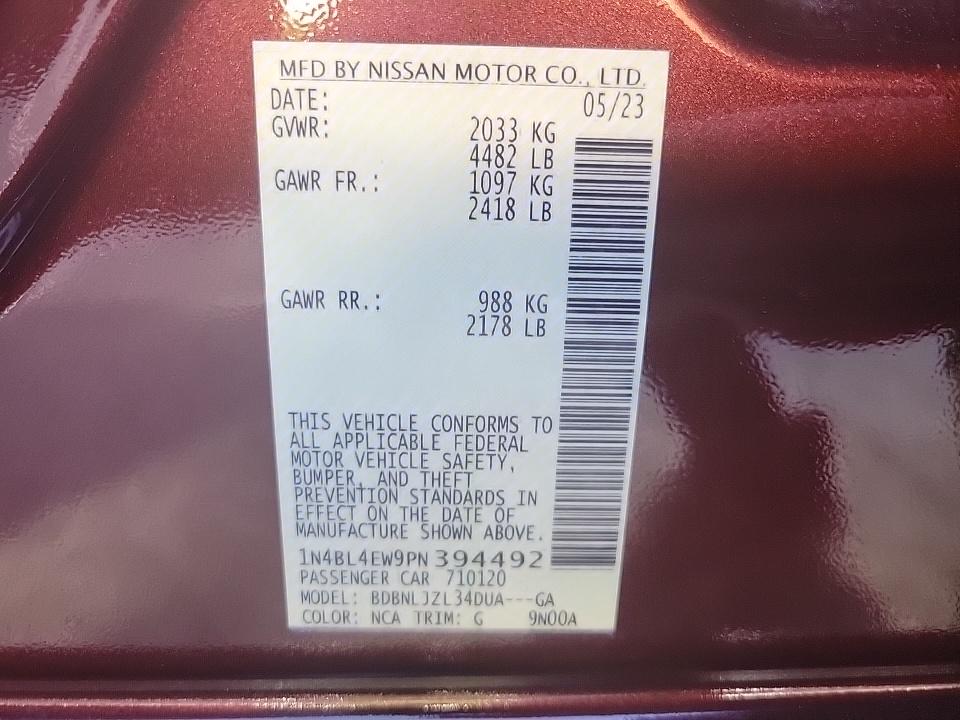 MFD BY NISSAN MOTOR CO., LTD.
DATE: 05/23
GVWR: 2033 KG
4482 LB
GAWR FR.: 1097 KG
2418 LB
GAWR RR.: 988 KG
2178 LB
THIS VEHICLE CONFORMS TO
ALL APPLICABLE FEDERAL
MOTOR VEHICLE SAFETY,
BUMPER, AND THEFT
PREVENTION STANDARDS IN
EFFECT ON THE DATE OF
MANUFACTURE SHOWN ABOVE.
1N4BL4EW9PN394492
PASSENGER CAR 710120
MODEL: BDBNLJZL34DUA---GA
COLOR: NCA TRIM: G 9N00A